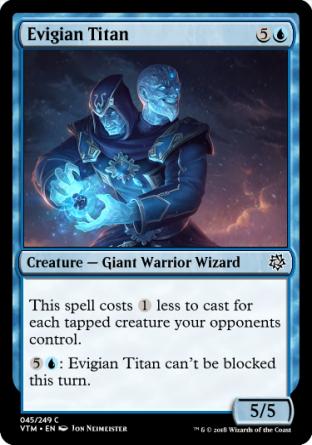 Evigian Titan 5
Creature — Giant Warrior Wizard
This spell costs 1 less to cast for
each tapped creature your opponents
control.
5 : Evigian Titan can't be blocked
this turn.
5/5
045/249 C
VTM • EN Jon Neimeister
™ & © 2018 Wizards of the Coast